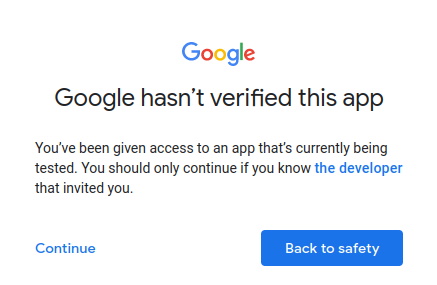 Google
Google hasn’t verified this app
You’ve been given access to an app that’s currently being
tested. You should only continue if you know the developer
that invited you.
Continue
Back to safety